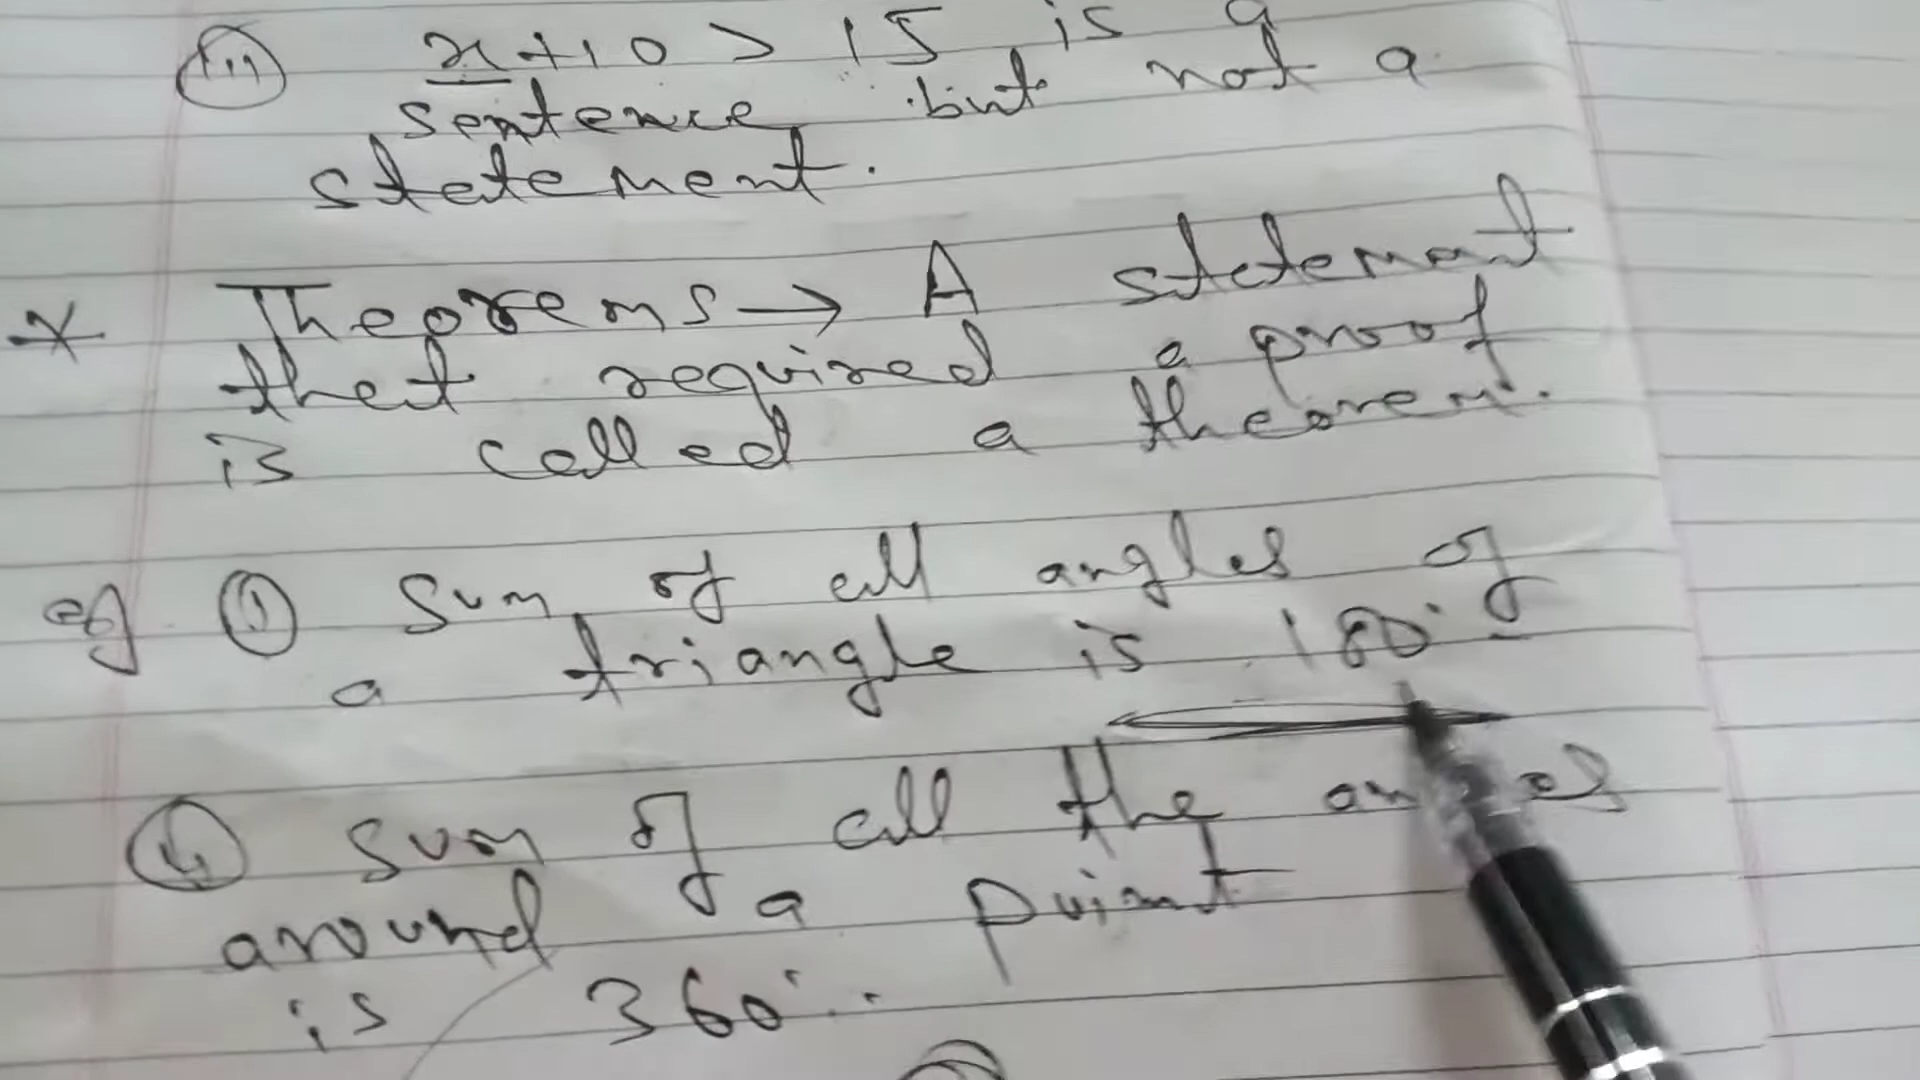 (iii) x+10 > 15 is a
sentence but not a
statement.
* Theorems → A statement
that required a proof
is called a theorem.
eg (i) Sum of all angles of
a triangle is 180°
(ii) Sum of all the angles
around a point
is 360°.